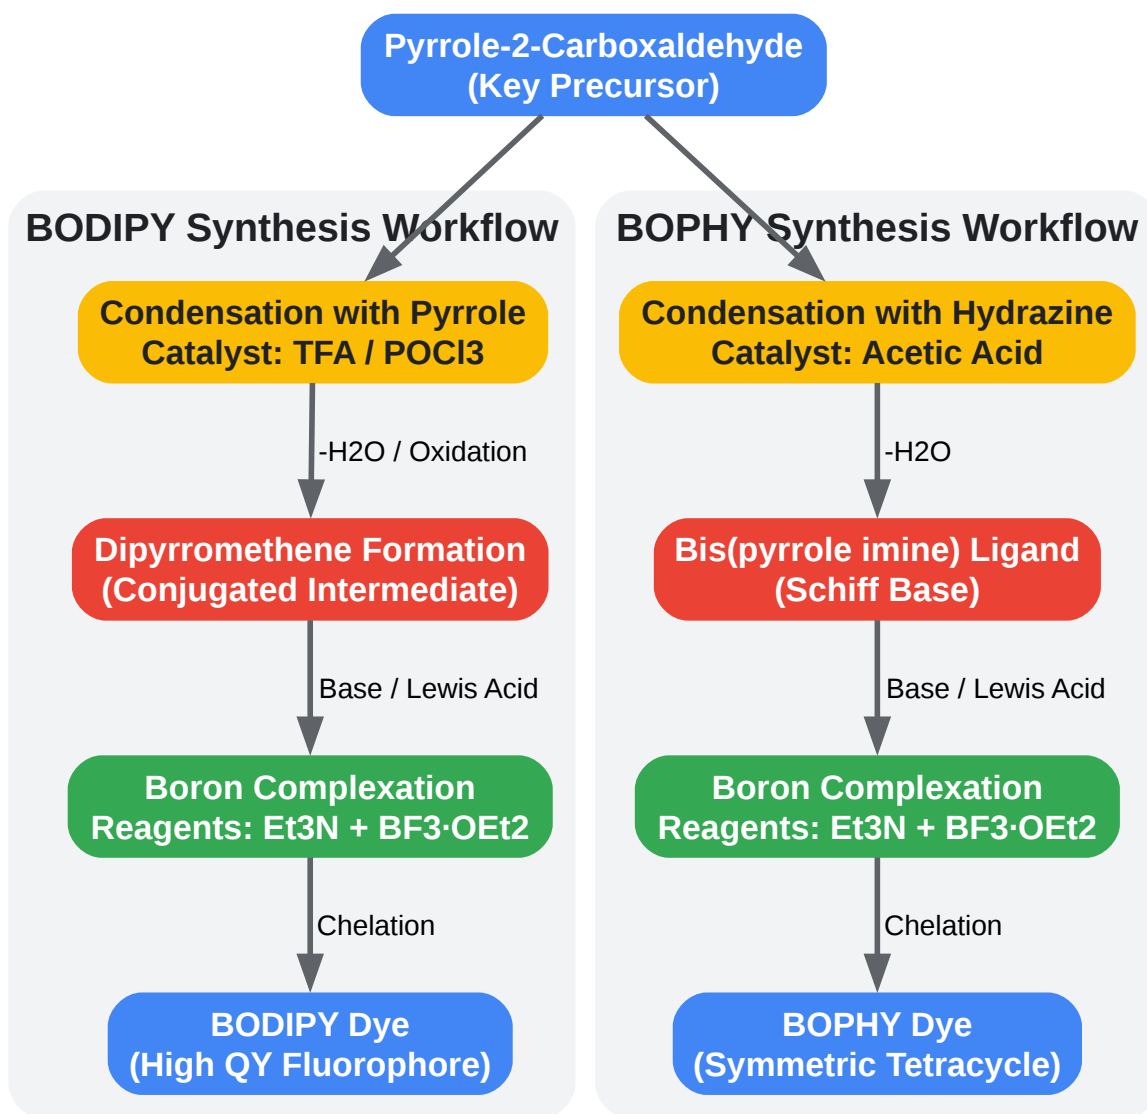 Pyrrole-2-Carboxaldehyde
(Key Precursor)
BODIPY Synthesis Workflow
Condensation with Pyrrole
Catalyst: TFA / POCl3
-H2O / Oxidation
Dipyrromethene Formation
(Conjugated Intermediate)
Base / Lewis Acid
Boron Complexation
Reagents: Et3N + BF3·OEt2
Chelation
BODIPY Dye
(High QY Fluorophore)
BOPHY Synthesis Workflow
Condensation with Hydrazine
Catalyst: Acetic Acid
-H2O
Bis(pyrrole imine) Ligand
(Schiff Base)
Base / Lewis Acid
Boron Complexation
Reagents: Et3N + BF3·OEt2
Chelation
BOPHY Dye
(Symmetric Tetracycle)